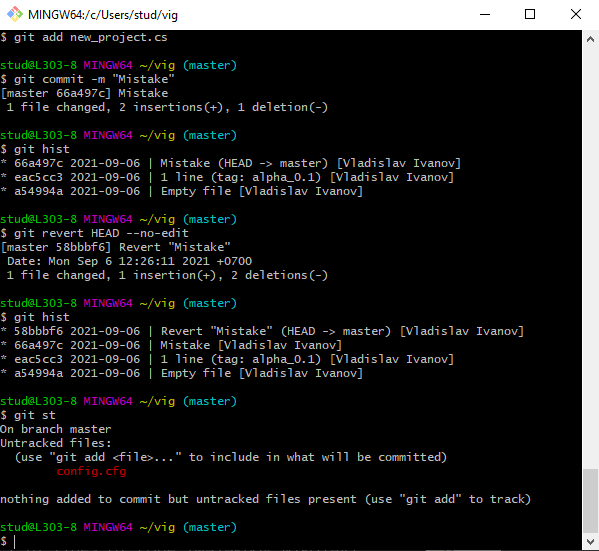 MINGW64:/c/Users/stud/vig
$ git add new_project.cs
stud@L303-8 MINGW64 ~/vig (master)
$ git commit -m "Mistake"
[master 66a497c] Mistake
 1 file changed, 2 insertions(+), 1 deletion(-)
stud@L303-8 MINGW64 ~/vig (master)
$ git hist
* 66a497c 2021-09-06 | Mistake (HEAD -> master) [Vladislav Ivanov]
* eac5cc3 2021-09-06 | 1 line (tag: alpha_0.1) [Vladislav Ivanov]
* a54994a 2021-09-06 | Empty file [Vladislav Ivanov]
stud@L303-8 MINGW64 ~/vig (master)
$ git revert HEAD --no-edit
[master 58bbbf6] Revert "Mistake"
 Date: Mon Sep 6 12:26:11 2021 +0700
 1 file changed, 1 insertion(+), 2 deletions(-)
stud@L303-8 MINGW64 ~/vig (master)
$ git hist
* 58bbbf6 2021-09-06 | Revert "Mistake" (HEAD -> master) [Vladislav Ivanov]
* 66a497c 2021-09-06 | Mistake [Vladislav Ivanov]
* eac5cc3 2021-09-06 | 1 line (tag: alpha_0.1) [Vladislav Ivanov]
* a54994a 2021-09-06 | Empty file [Vladislav Ivanov]
stud@L303-8 MINGW64 ~/vig (master)
$ git st
On branch master
Untracked files:
  (use "git add <file>..." to include in what will be committed)
        config.cfg
nothing added to commit but untracked files present (use "git add" to track)
stud@L303-8 MINGW64 ~/vig (master)
$